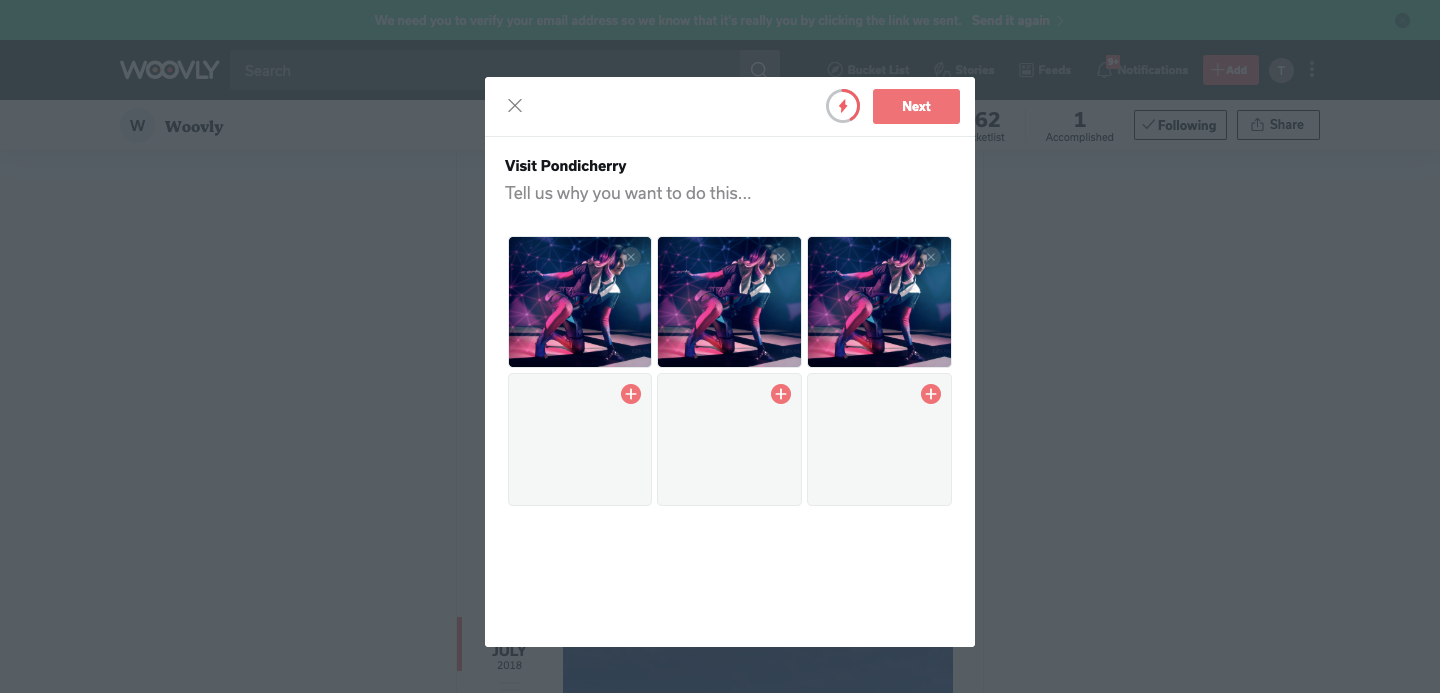 We need you to verify your email address so we know that it's really you by clicking the link we sent. Send it again
WOOVLY
Search
Bucket List
Stories
Feeds
9+
Notifications
Add
T
W
Woovly
62
ketlist
1
Accomplished
Following
Share
Next
Visit Pondicherry
Tell us why you want to do this...
JULY
2018